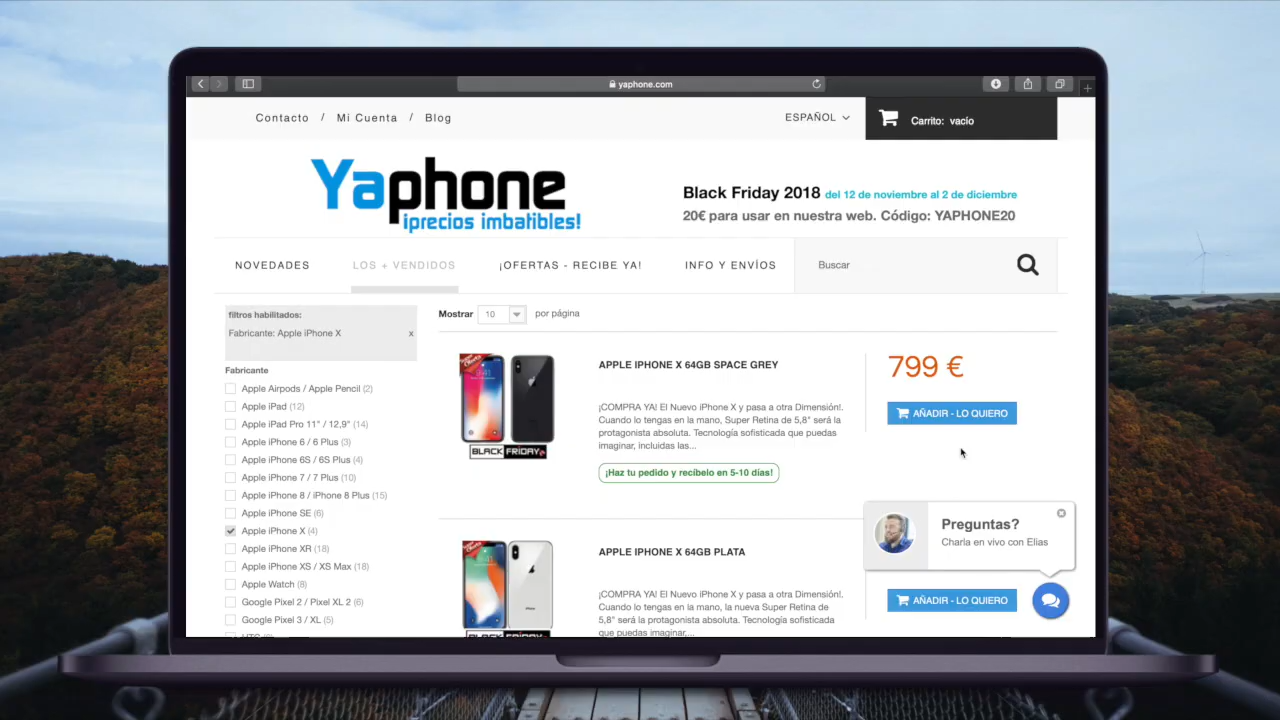 yaphone.com
Contacto / Mi Cuenta / Blog
ESPAÑOL
Carrito: vacío
Yaphone
¡precios imbatibles!
Black Friday 2018 del 12 de noviembre al 2 de diciembre
20€ para usar en nuestra web. Código: YAPHONE20
NOVEDADES
LOS + VENDIDOS
¡OFERTAS - RECIBE YA!
INFO Y ENVÍOS
Buscar
filtros habilitados:
Fabricante: Apple iPhone X x
Fabricante
Apple Airpods / Apple Pencil (2)
Apple iPad (12)
Apple iPad Pro 11" / 12,9" (14)
Apple iPhone 6 / 6 Plus (3)
Apple iPhone 6S / 6S Plus (4)
Apple iPhone 7 / 7 Plus (10)
Apple iPhone 8 / iPhone 8 Plus (15)
Apple iPhone SE (6)
Apple iPhone X (4)
Apple iPhone XR (18)
Apple iPhone XS / XS Max (18)
Apple Watch (8)
Google Pixel 2 / Pixel XL 2 (6)
Google Pixel 3 / XL (5)
Mostrar 10 por página
BLACK FRIDAY
APPLE IPHONE X 64GB SPACE GREY
¡COMPRA YA! El Nuevo iPhone X y pasa a otra Dimensión!.
Cuando lo tengas en la mano, Super Retina de 5,8" será la
protagonista absoluta. Tecnología sofisticada que puedas
imaginar, incluidas las...
¡Haz tu pedido y recíbelo en 5-10 días!
799 €
AÑADIR - LO QUIERO
BLACK FRIDAY
APPLE IPHONE X 64GB PLATA
¡COMPRA YA! El Nuevo iPhone X y pasa a otra Dimensión!.
Cuando lo tengas en la mano, la nueva Super Retina de
5,8" será la protagonista absoluta. Tecnología sofisticada
que puedas imaginar,...
Preguntas?
Charla en vivo con Elias
AÑADIR - LO QUIERO